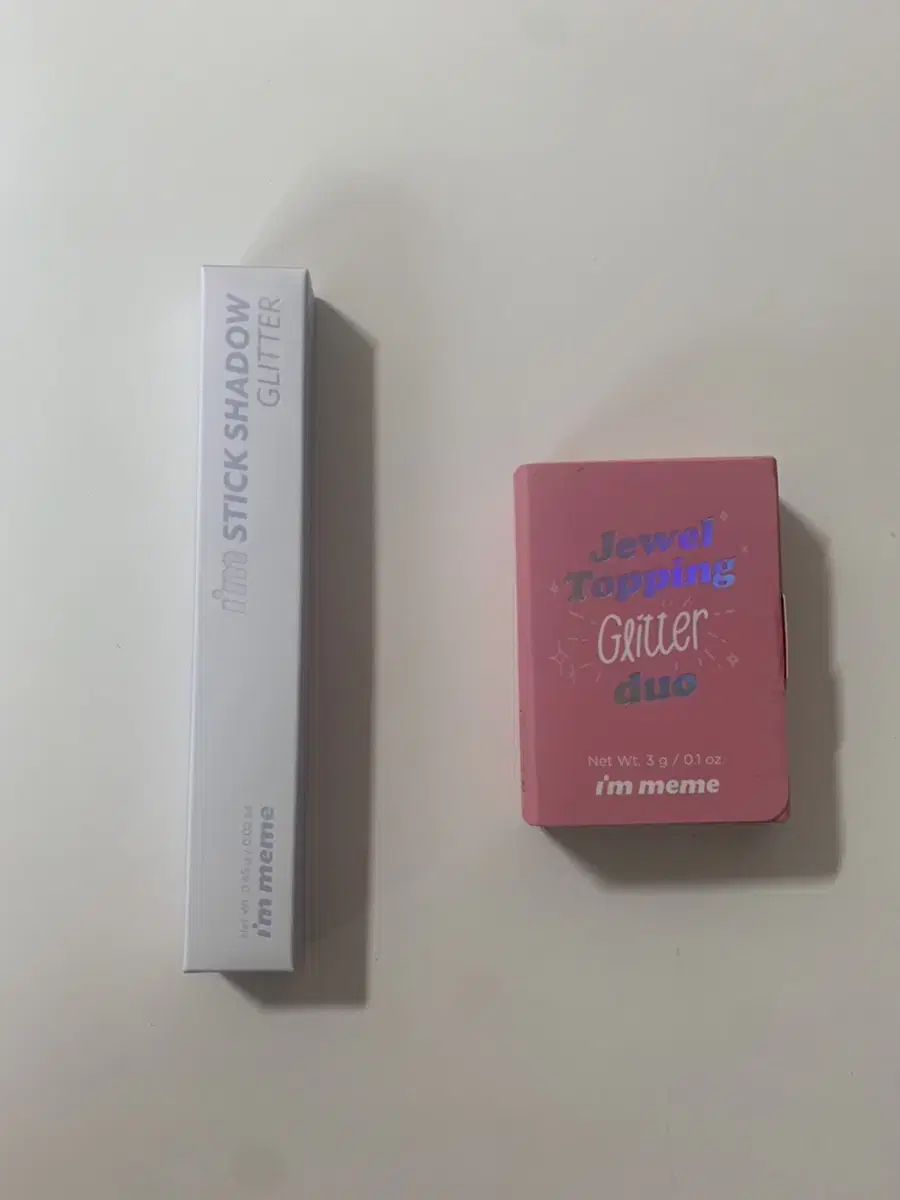 i'm STICK SHADOW
GLITTER
i'm meme
Jewel
Topping
Glitter
duo
Net Wt. 3 g / 0.1 oz.
i'm meme